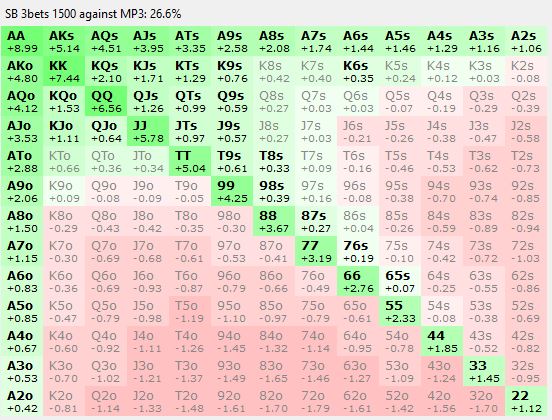 SB 3bets 1500 against MP3: 26.6%
AA AKs AQs AJs ATs A9s A8s A7s A6s A5s A4s A3s A2s
+8.99 +5.14 +4.51 +3.95 +3.35 +2.58 +2.08 +1.74 +1.44 +1.46 +1.29 +1.16 +1.06
AKo KK KQs KJs KTs K9s K8s K7s K6s K5s K4s K3s K2s
+4.80 +7.44 +2.10 +1.71 +1.29 +0.76 +0.42 +0.40 +0.35 +0.24 +0.12 +0.03 -0.08
AQo KQo QQ QJs QTs Q9s Q8s Q7s Q6s Q5s Q4s Q3s Q2s
+4.12 +1.53 +6.56 +1.26 +0.99 +0.59 +0.27 +0.03 +0.03 -0.07 -0.19 -0.29 -0.39
AJo KJo QJo JJ JTs J9s J8s J7s J6s J5s J4s J3s J2s
+3.53 +1.11 +0.64 +5.78 +0.97 +0.57 +0.27 +0.03 -0.21 -0.26 -0.38 -0.47 -0.58
ATo KTo QTo JTo TT T9s T8s T7s T6s T5s T4s T3s T2s
+2.88 +0.66 +0.36 +0.34 +5.04 +0.61 +0.33 +0.09 -0.16 -0.46 -0.53 -0.62 -0.73
A9o K9o Q9o J9o T9o 99 98s 97s 96s 95s 94s 93s 92s
+2.06 +0.09 -0.08 -0.09 -0.05 +4.25 +0.39 +0.16 -0.08 -0.38 -0.70 -0.74 -0.85
A8o K8o Q8o J8o T8o 98o 88 87s 86s 85s 84s 83s 82s
+1.50 -0.29 -0.43 -0.42 -0.35 -0.30 +3.67 +0.27 +0.04 -0.26 -0.59 -0.89 -0.94
A7o K7o Q7o J7o T7o 97o 87o 77 76s 75s 74s 73s 72s
+1.15 -0.30 -0.69 -0.68 -0.61 -0.53 -0.41 +3.19 +0.19 -0.10 -0.42 -0.72 -1.03
A6o K6o Q6o J6o T6o 96o 86o 76o 66 65s 64s 63s 62s
+0.83 -0.36 -0.69 -0.93 -0.87 -0.79 -0.66 -0.49 +2.76 +0.07 -0.25 -0.55 -0.86
A5o K5o Q5o J5o T5o 95o 85o 75o 65o 55 54s 53s 52s
+0.85 -0.47 -0.79 -0.98 -1.19 -1.10 -0.97 -0.79 -0.61 +2.33 -0.08 -0.38 -0.69
A4o K4o Q4o J4o T4o 94o 84o 74o 64o 54o 44 43s 42s
+0.67 -0.60 -0.92 -1.11 -1.26 -1.45 -1.32 -1.14 -0.95 -0.78 +1.85 -0.52 -0.82
A3o K3o Q3o J3o T3o 93o 83o 73o 63o 53o 43o 33 32s
+0.53 -0.70 -1.02 -1.21 -1.37 -1.49 -1.65 -1.46 -1.27 -1.09 -1.24 +1.45 -0.95
A2o K2o Q2o J2o T2o 92o 82o 72o 62o 52o 42o 32o 22
+0.42 -0.81 -1.14 -1.33 -1.48 -1.61 -1.70 -1.79 -1.61 -1.42 -1.56 -1.70 +1.12